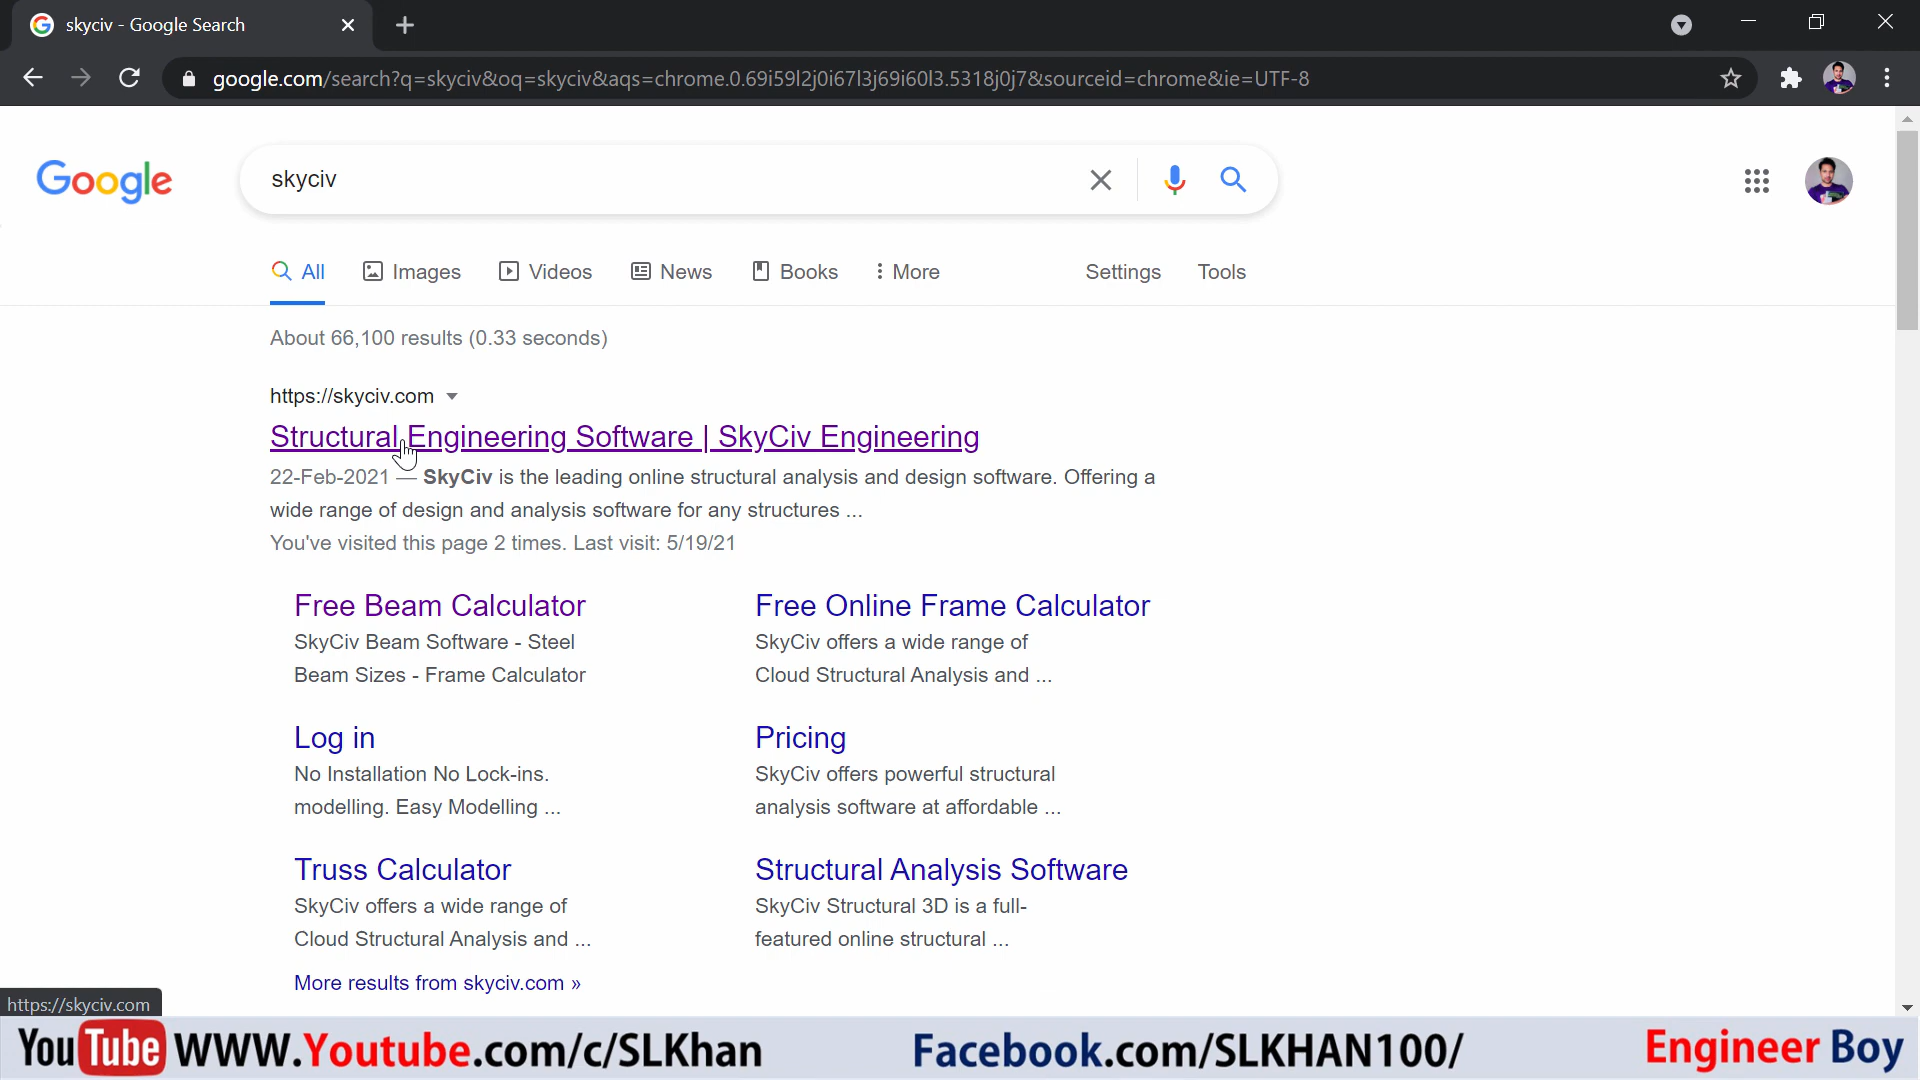 skyciv - Google Search
google.com/search?q=skyciv&oq=skyciv&aqs=chrome.0.69i59l2j0i67l3j69i60l3.5318j0j7&sourceid=chrome&ie=UTF-8
Google
skyciv
All Images Videos News Books More Settings Tools
About 66,100 results (0.33 seconds)
https://skyciv.com
Structural Engineering Software | SkyCiv Engineering
22-Feb-2021 — SkyCiv is the leading online structural analysis and design software. Offering a
wide range of design and analysis software for any structures ...
You've visited this page 2 times. Last visit: 5/19/21
Free Beam Calculator
SkyCiv Beam Software - Steel
Beam Sizes - Frame Calculator
Free Online Frame Calculator
SkyCiv offers a wide range of
Cloud Structural Analysis and ...
Log in
No Installation No Lock-ins.
modelling. Easy Modelling ...
Pricing
SkyCiv offers powerful structural
analysis software at affordable ...
Truss Calculator
SkyCiv offers a wide range of
Cloud Structural Analysis and ...
Structural Analysis Software
SkyCiv Structural 3D is a full-
featured online structural ...
More results from skyciv.com »
https://skyciv.com
YouTube WWW.Youtube.com/c/SLKhan Facebook.com/SLKHAN100/ Engineer Boy